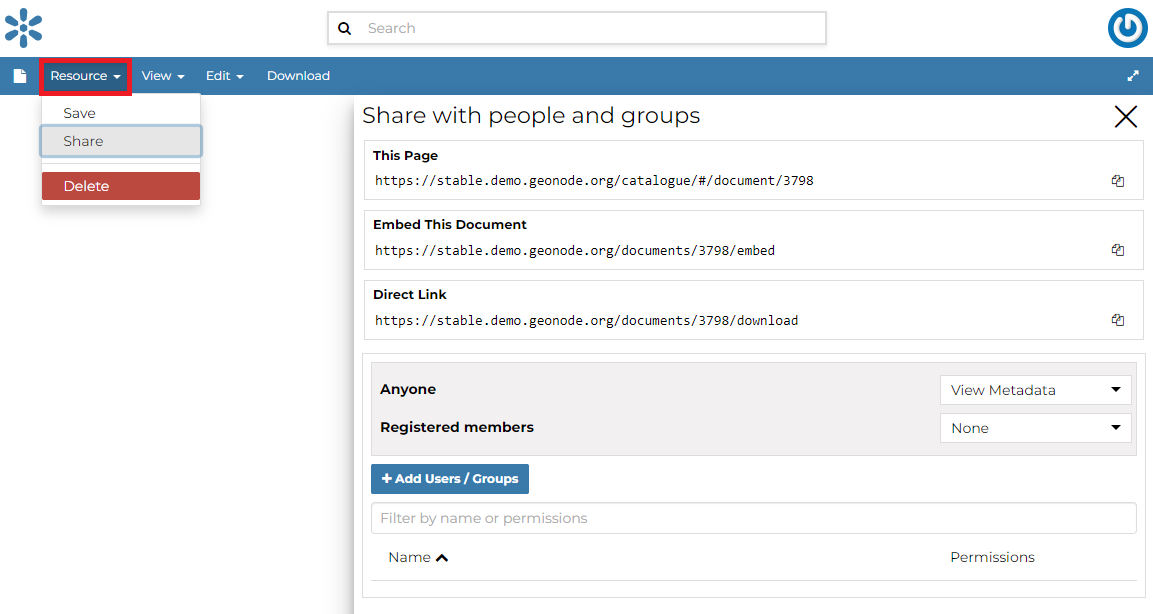 Search
Resource View Edit Download
Save
Share
Delete
Share with people and groups
This Page
https://stable.demo.geonode.org/catalogue/#/document/3798
Embed This Document
https://stable.demo.geonode.org/documents/3798/embed
Direct Link
https://stable.demo.geonode.org/documents/3798/download
Anyone View Metadata
Registered members None
+ Add Users / Groups
Filter by name or permissions
Name Permissions